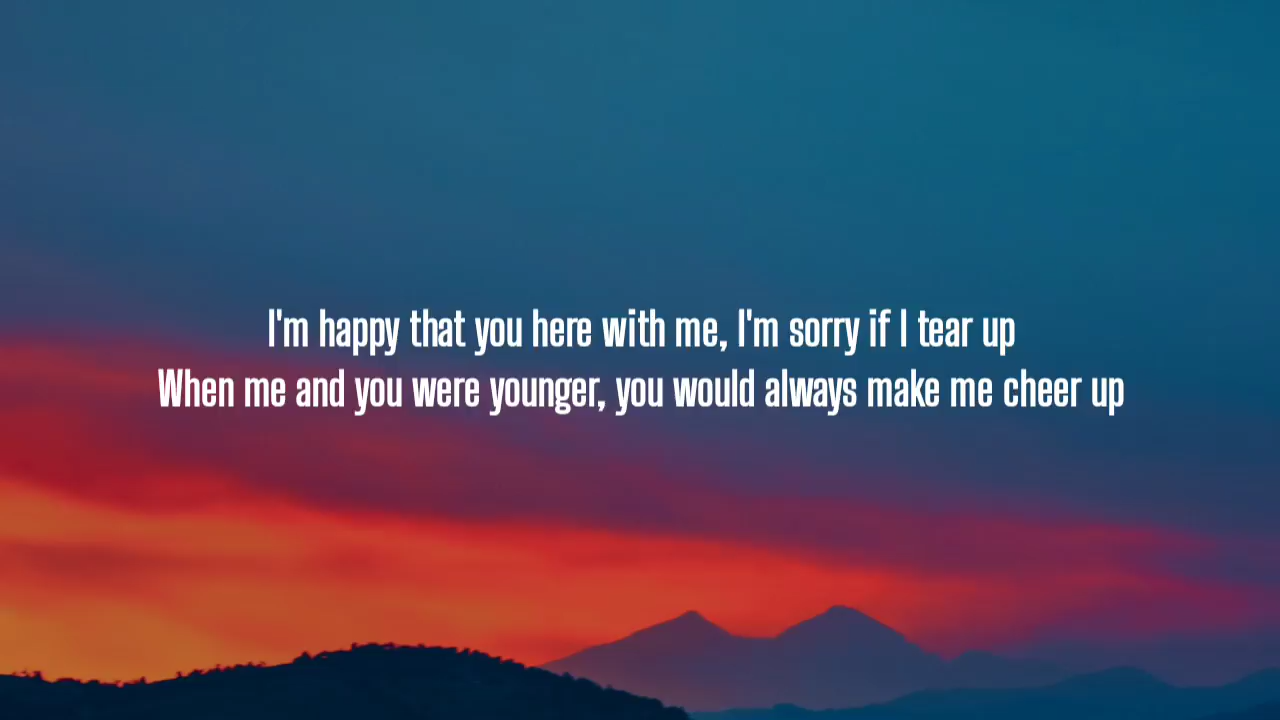 I'm happy that you here with me, I'm sorry if I tear up
When me and you were younger, you would always make me cheer up